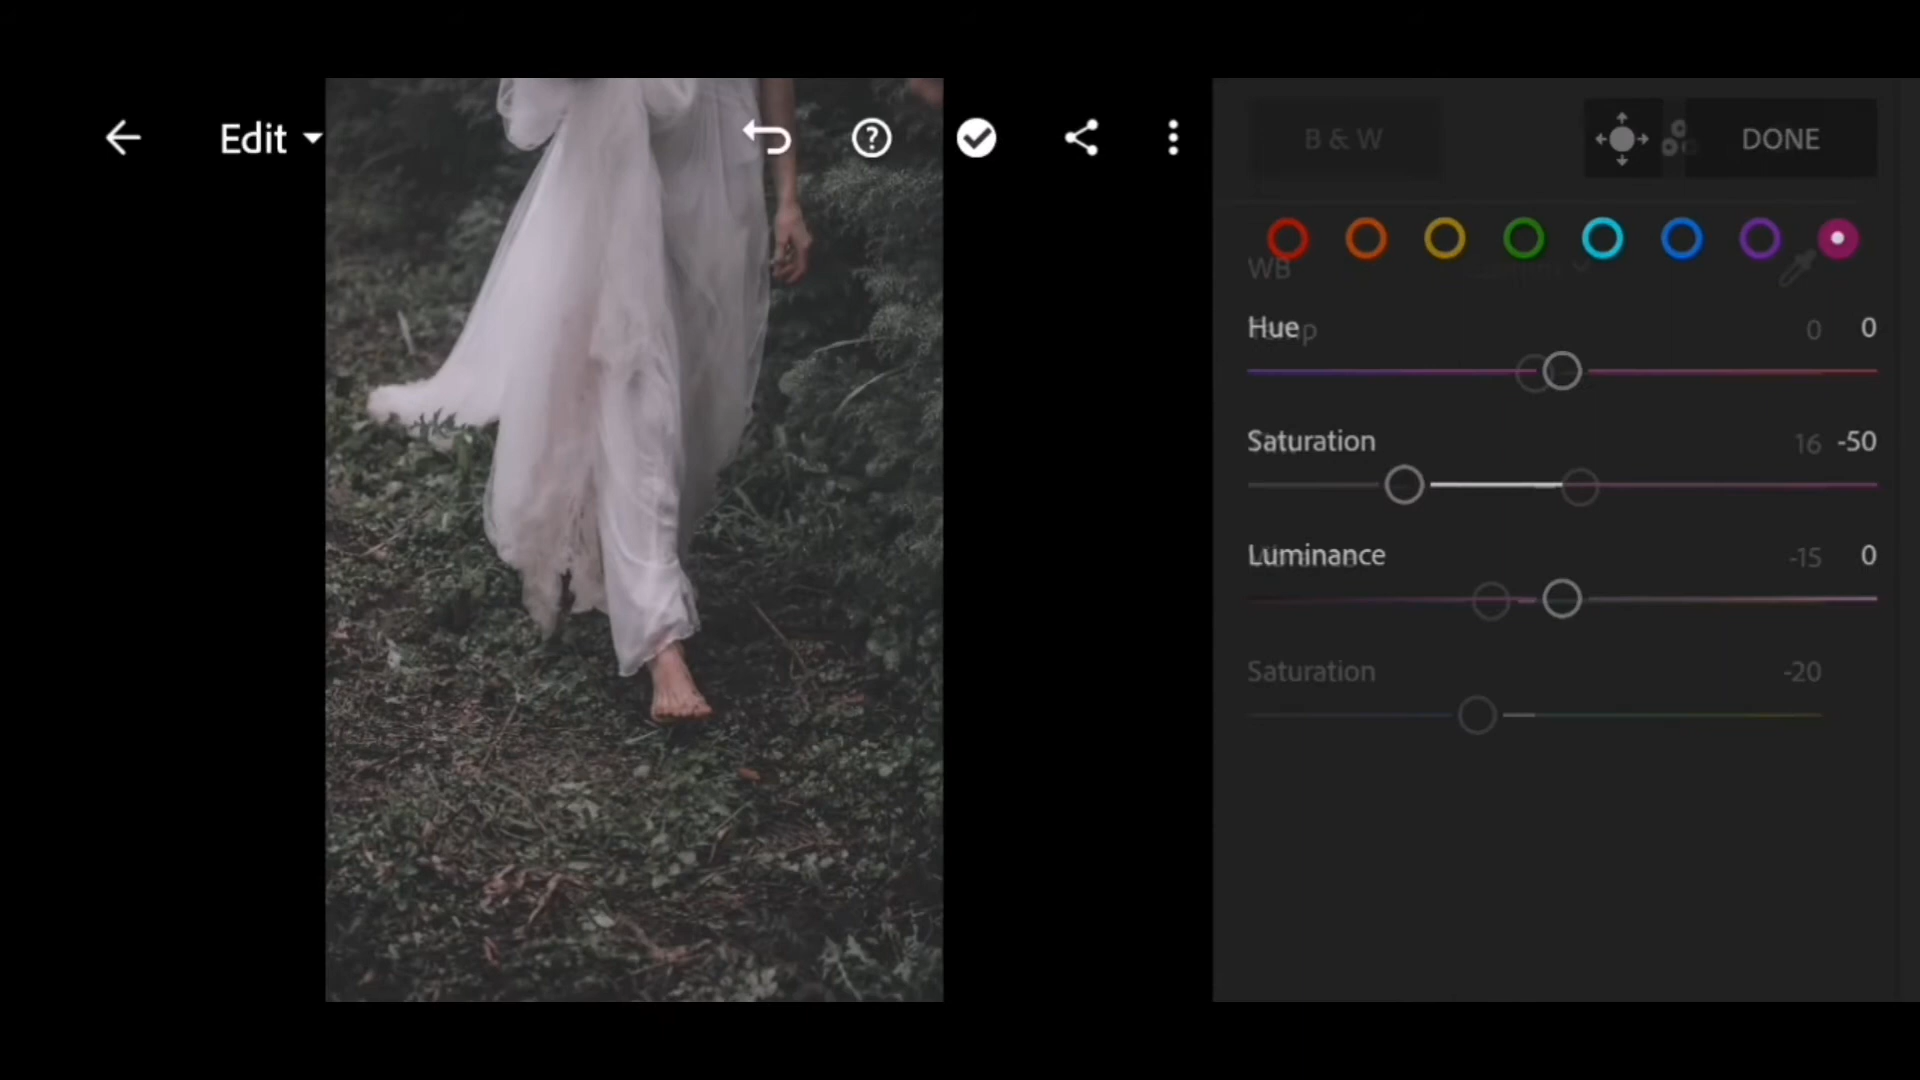 Edit
B & W
DONE
WB
Hue
0
0
Saturation
16
-50
Luminance
-15
0
Saturation
-20